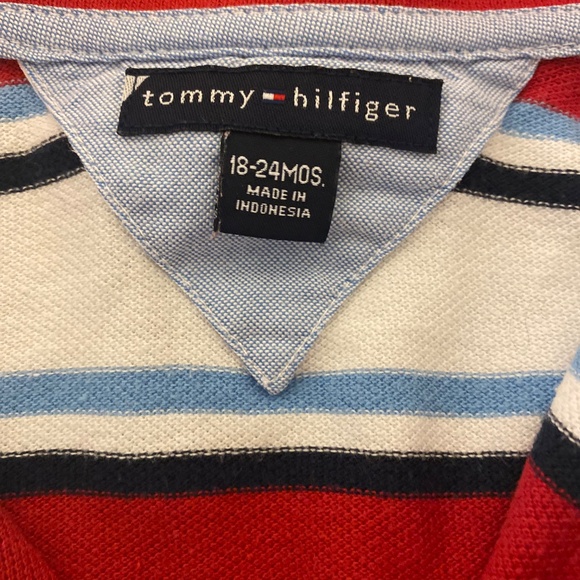 tommy hilfiger
18-24MOS.
MADE IN
INDONESIA